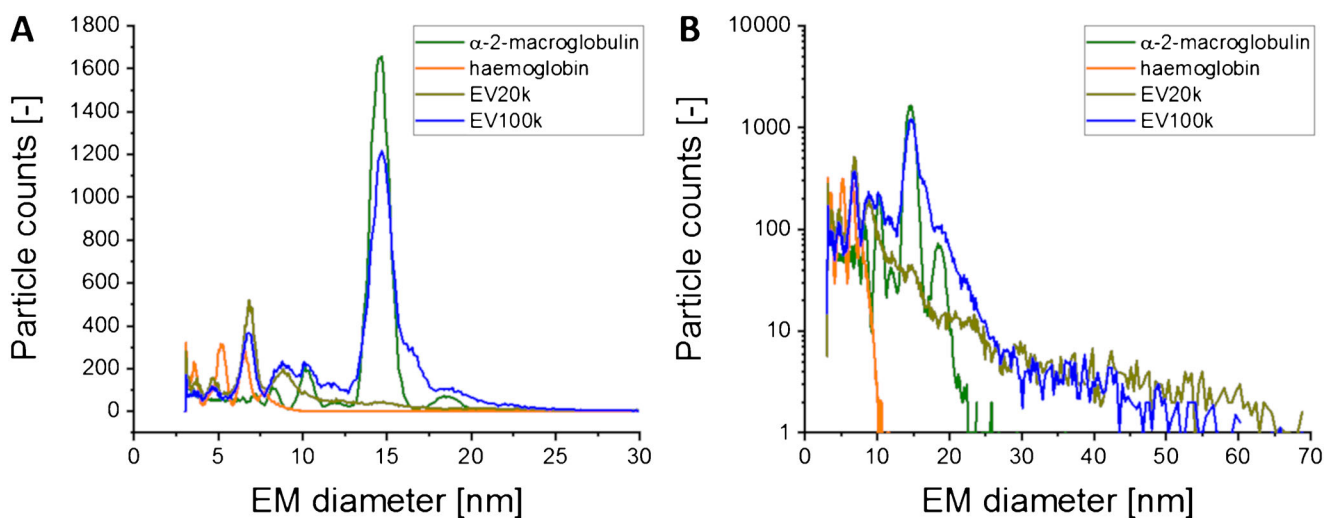 A
Particle counts [-]
1800
1600
1400
1200
1000
800
600
400
200
0
0
5
10
15
20
25
30
EM diameter [nm]
α-2-macroglobulin
haemoglobin
EV20k
EV100k
B
Particle counts [-]
10000
1000
100
10
1
0
10
20
30
40
50
60
70
EM diameter [nm]
α-2-macroglobulin
haemoglobin
EV20k
EV100k